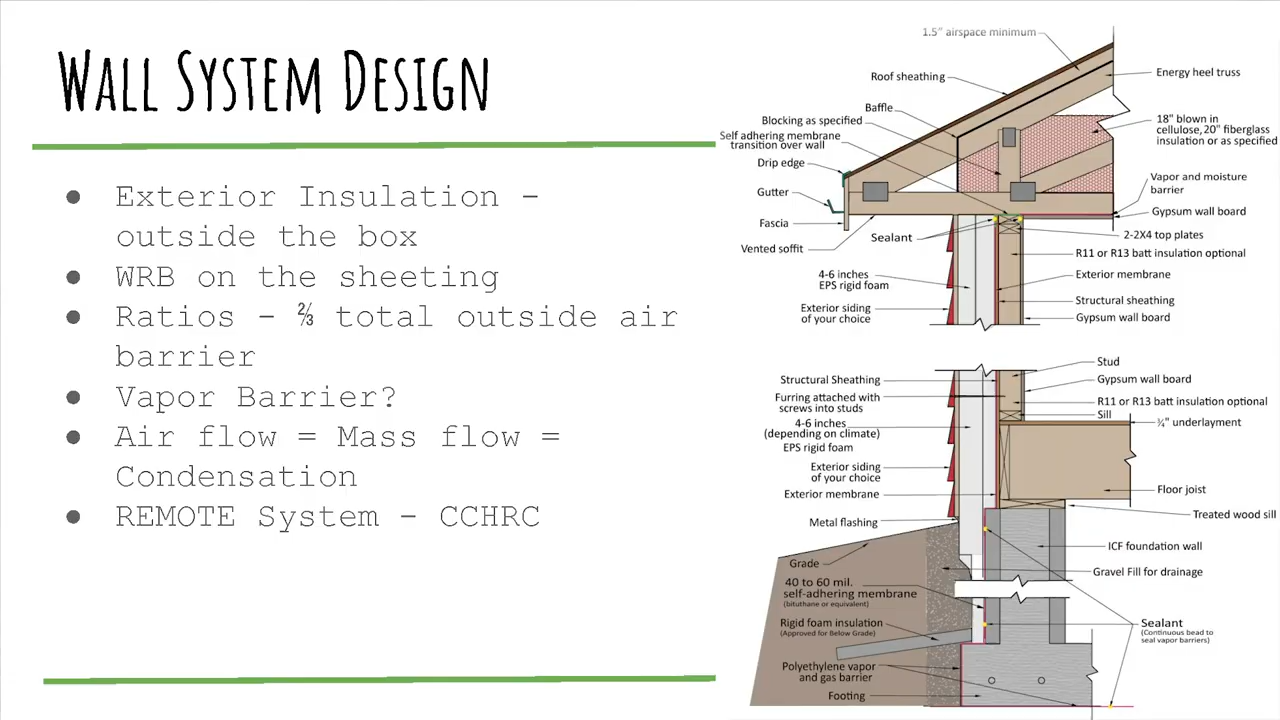 WALL SYSTEM DESIGN
● Exterior Insulation -
outside the box
● WRB on the sheeting
● Ratios - ⅔ total outside air
barrier
● Vapor Barrier?
● Air flow = Mass flow =
Condensation
● REMOTE System - CCHRC
1.5" airspace minimum
Roof sheathing
Energy heel truss
Baffle
Blocking as specified
18" blown in
cellulose, 20" fiberglass
insulation or as specified
Self adhering membrane
transition over wall
Drip edge
Vapor and moisture
barrier
Gutter
Gypsum wall board
Fascia
Sealant
2-2X4 top plates
Vented soffit
R11 or R13 batt insulation optional
4-6 inches
EPS rigid foam
Exterior membrane
Structural sheathing
Exterior siding
of your choice
Gypsum wall board
Stud
Structural Sheathing
Gypsum wall board
Furring attached with
screws into studs
R11 or R13 batt insulation optional
Sill
4-6 inches
(depending on climate)
EPS rigid foam
¾" underlayment
Exterior siding
of your choice
Exterior membrane
Floor joist
Metal flashing
Treated wood sill
ICF foundation wall
Grade
Gravel Fill for drainage
40 to 60 mil.
self-adhering membrane
(bituthane or equivalent)
Rigid foam insulation
(Approved for Below Grade)
Sealant
(Continuous bead to
seal vapor barriers)
Polyethylene vapor
and gas barrier
Footing